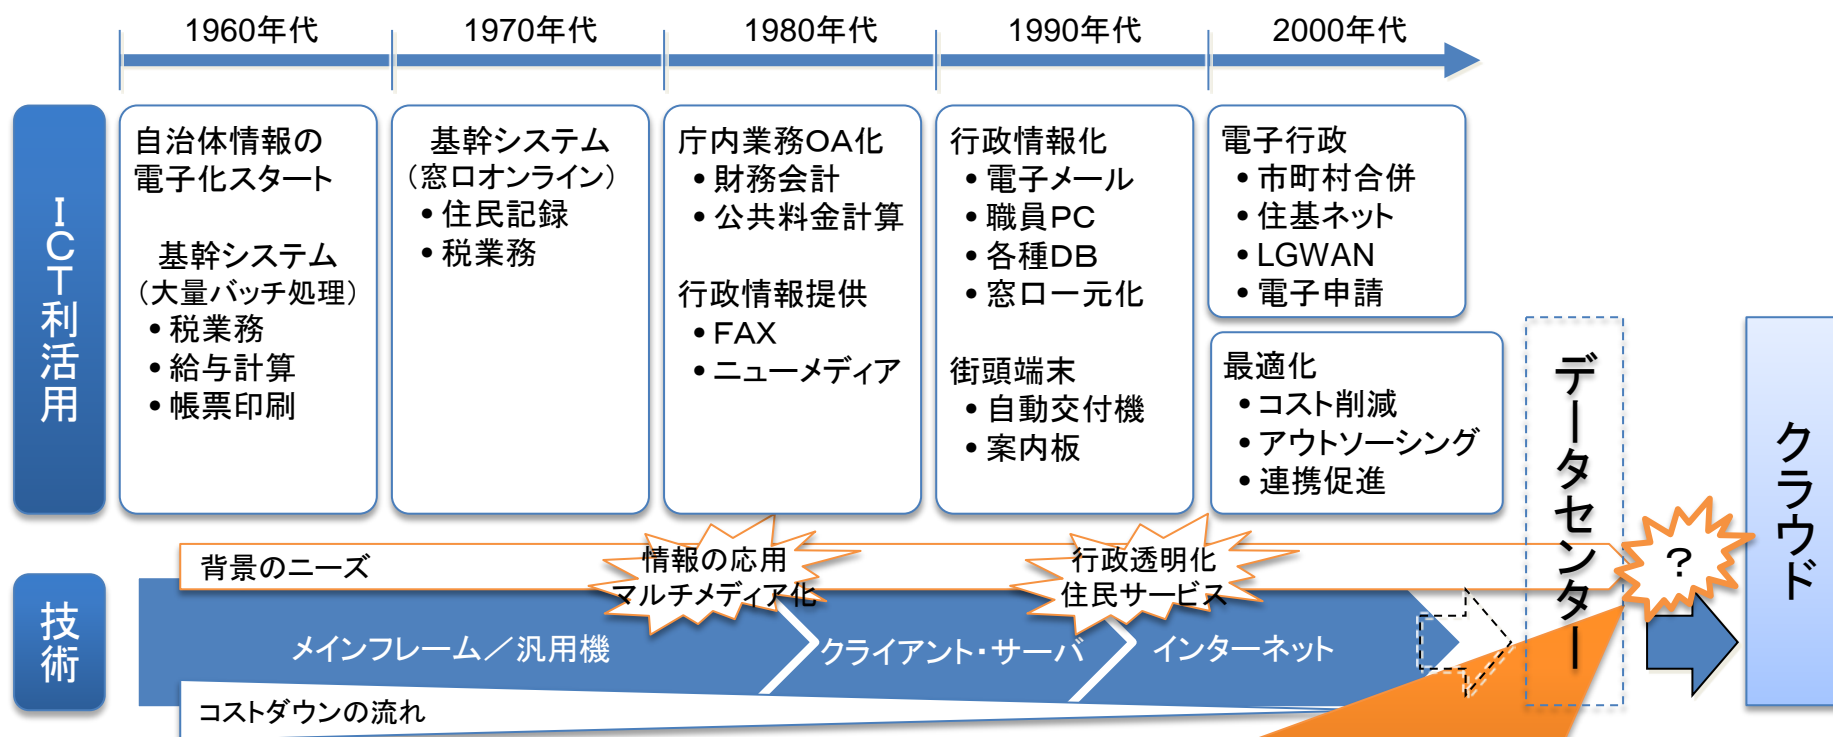 1960年代
1970年代
1980年代
1990年代
2000年代
ICT利活用
自治体情報の
電子化スタート
基幹システム
（大量バッチ処理）
• 税業務
• 給与計算
• 帳票印刷
基幹システム
（窓口オンライン）
• 住民記録
• 税業務
庁内業務OA化
• 財務会計
• 公共料金計算
行政情報提供
• FAX
• ニューメディア
行政情報化
• 電子メール
• 職員PC
• 各種DB
• 窓口一元化
街頭端末
• 自動交付機
• 案内板
電子行政
• 市町村合併
• 住基ネット
• LGWAN
• 電子申請
最適化
• コスト削減
• アウトソーシング
• 連携促進
データセンター
クラウド
技術
背景のニーズ
情報の応用
マルチメディア化
行政透明化
住民サービス
？
メインフレーム／汎用機
クライアント・サーバ
インターネット
コストダウンの流れ